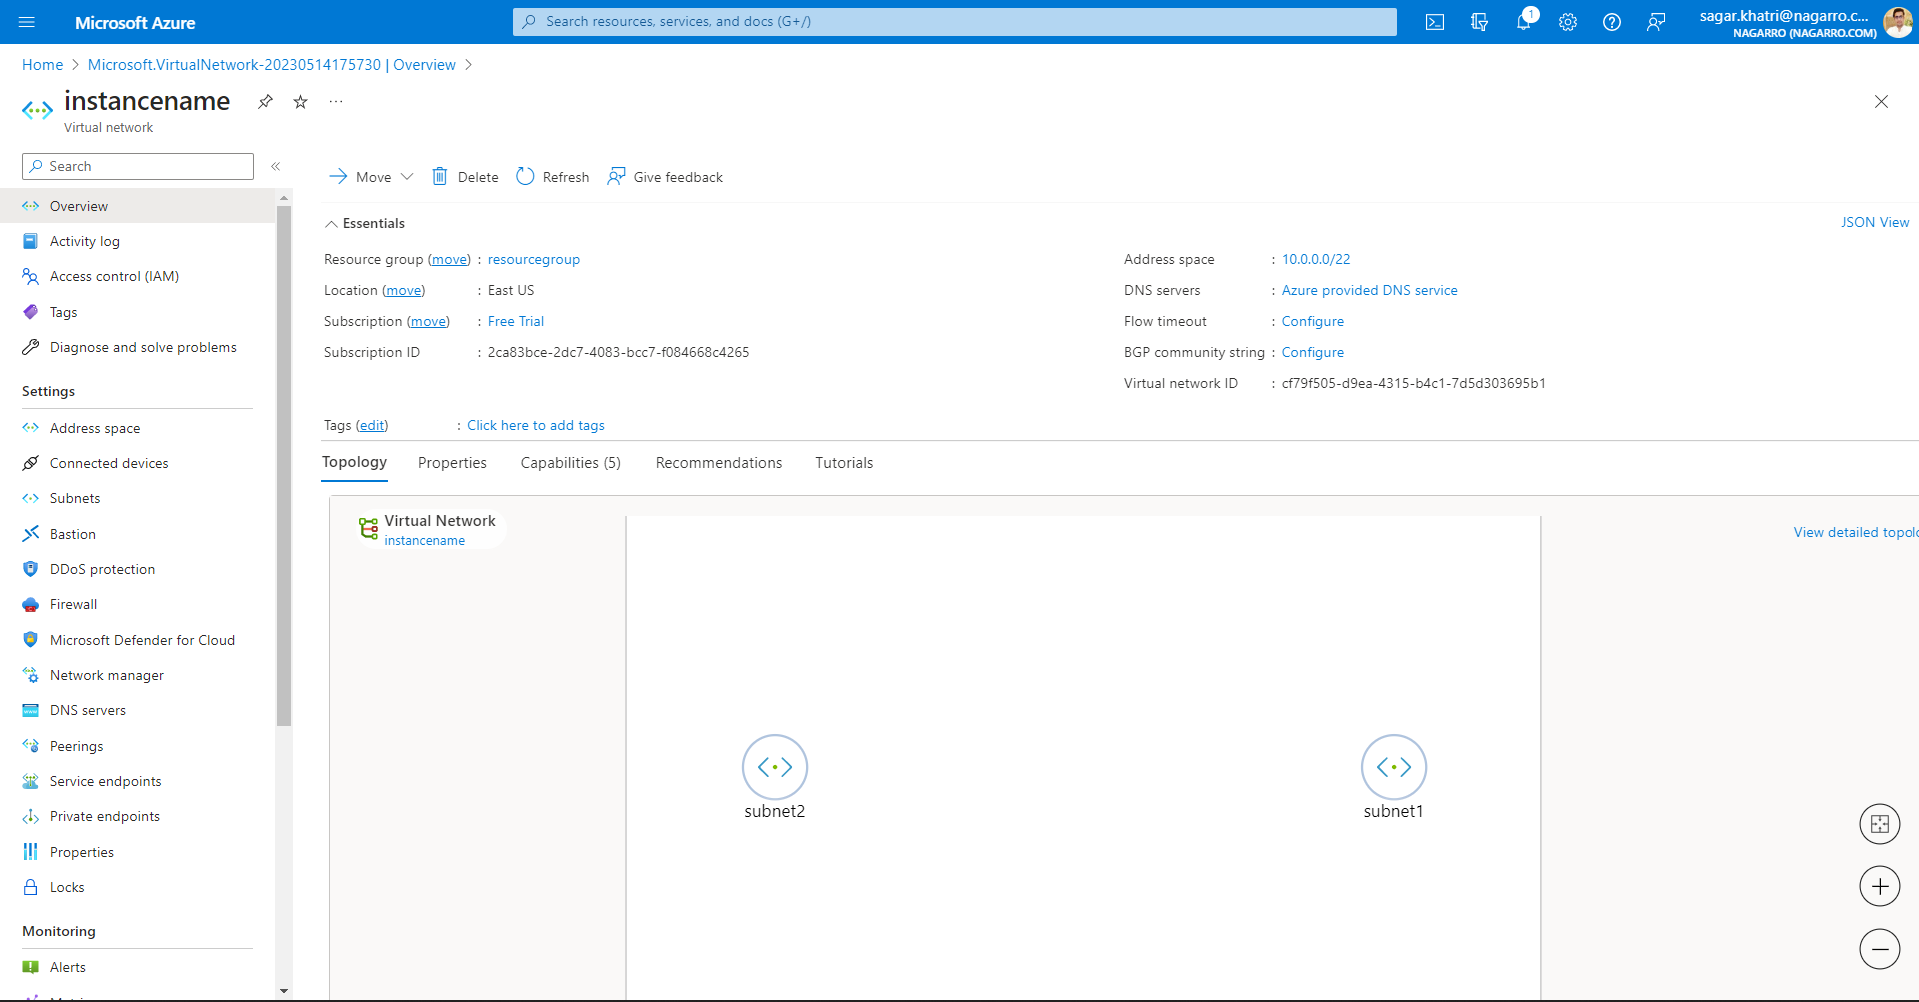 Microsoft Azure
Search resources, services, and docs (G+/)
1
sagar.khatri@nagarro.c...
NAGARRO (NAGARRO.COM)
Home > Microsoft.VirtualNetwork-20230514175730 | Overview >
instancename
Virtual network
Search
Overview
Activity log
Access control (IAM)
Tags
Diagnose and solve problems
Settings
Address space
Connected devices
Subnets
Bastion
DDoS protection
Firewall
Microsoft Defender for Cloud
Network manager
DNS servers
Peerings
Service endpoints
Private endpoints
Properties
Locks
Monitoring
Alerts
Move
Delete
Refresh
Give feedback
Essentials
JSON View
Resource group (move) : resourcegroup
Location (move) : East US
Subscription (move) : Free Trial
Subscription ID : 2ca83bce-2dc7-4083-bcc7-f084668c4265
Address space : 10.0.0.0/22
DNS servers : Azure provided DNS service
Flow timeout : Configure
BGP community string : Configure
Virtual network ID : cf79f505-d9ea-4315-b4c1-7d5d303695b1
Tags (edit) : Click here to add tags
Topology
Properties
Capabilities (5)
Recommendations
Tutorials
Virtual Network
instancename
View detailed topolo
subnet2
subnet1